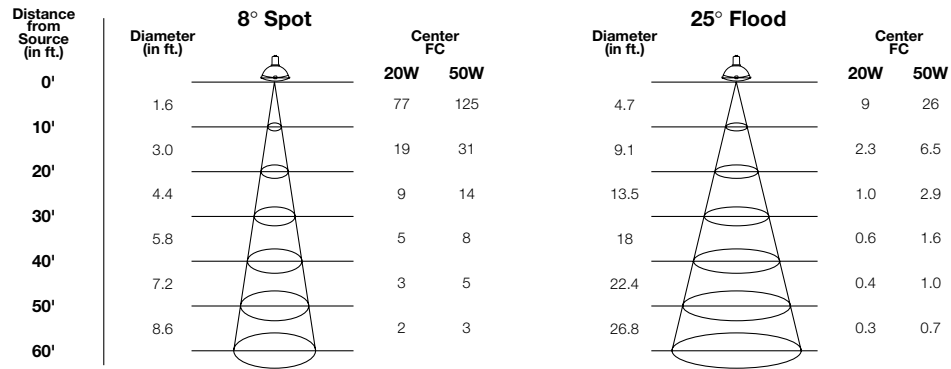 Distance
from
Source
(in ft.)
8° Spot
25° Flood
Diameter
(in ft.)
Center
FC
20W 50W
Diameter
(in ft.)
Center
FC
20W 50W
0'
1.6 77 125 4.7 9 26
10'
3.0 19 31 9.1 2.3 6.5
20'
4.4 9 14 13.5 1.0 2.9
30'
5.8 5 8 18 0.6 1.6
40'
7.2 3 5 22.4 0.4 1.0
50'
8.6 2 3 26.8 0.3 0.7
60'